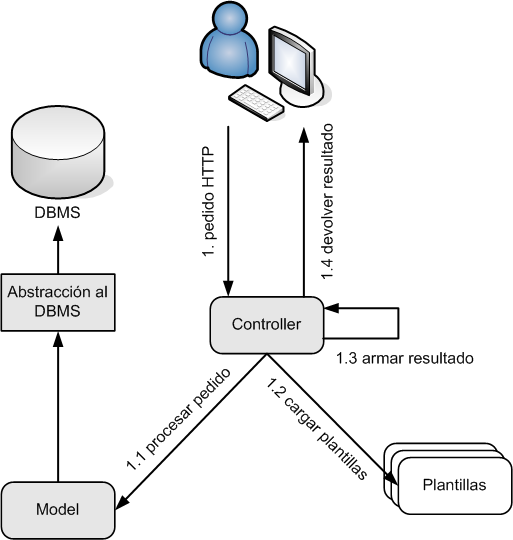 1. pedido HTTP
1.4 devolver resultado
DBMS
Abstracción al
DBMS
Controller
1.3 armar resultado
1.1 procesar pedido
1.2 cargar plantillas
Model
Plantillas